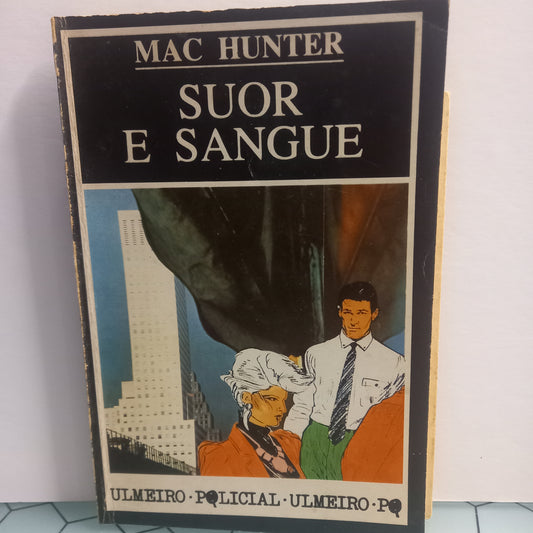 MAC HUNTER
SUOR
E SANGUE
ULMEIRO · POLICIAL · ULMEIRO · PO